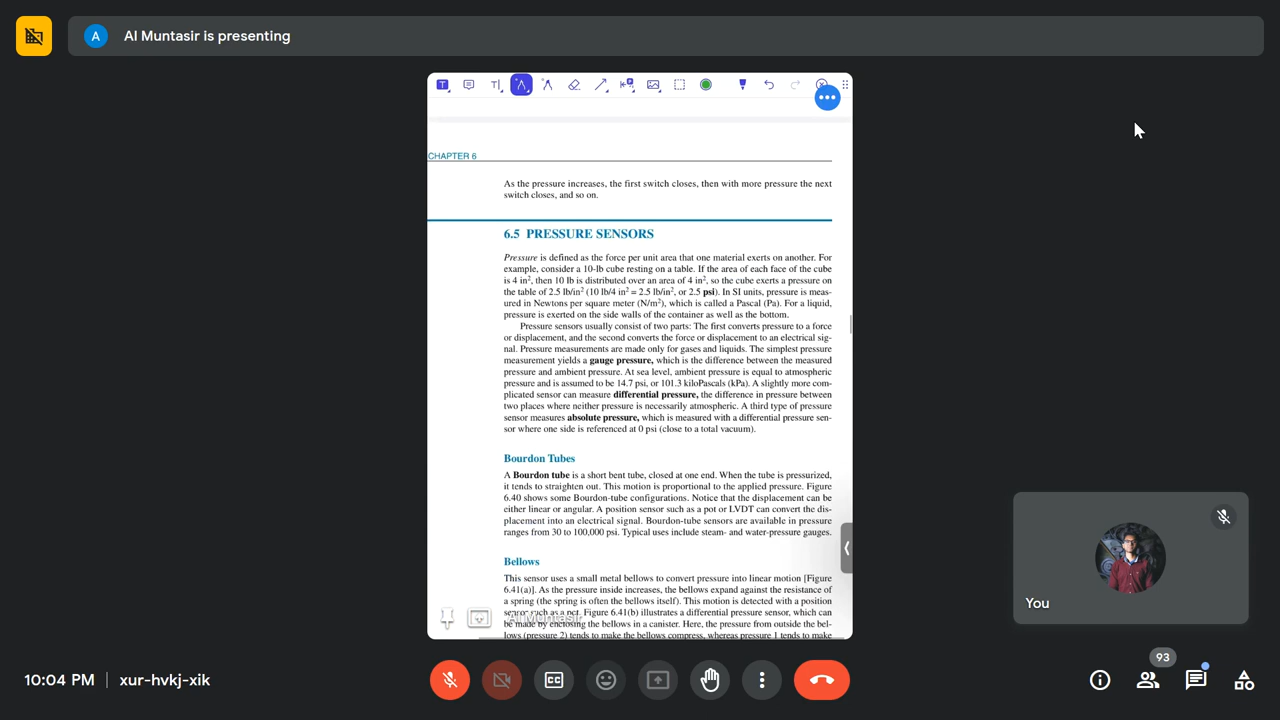 A
Al Muntasir is presenting
CHAPTER 6
As the pressure increases, the first switch closes, then with more pressure the next
switch closes, and so on.
6.5 PRESSURE SENSORS
Pressure is defined as the force per unit area that one material exerts on another. For
example, consider a 10-lb cube resting on a table. If the area of each face of the cube
is 4 in², then 10 lb is distributed over an area of 4 in², so the cube exerts a pressure on
the table of 2.5 lb/in² (10 lb/4 in² = 2.5 lb/in², or 2.5 psi). In SI units, pressure is meas-
ured in Newtons per square meter (N/m²), which is called a Pascal (Pa). For a liquid,
pressure is exerted on the side walls of the container as well as the bottom.
Pressure sensors usually consist of two parts: The first converts pressure to a force
or displacement, and the second converts the force or displacement to an electrical sig-
nal. Pressure measurements are made only for gases and liquids. The simplest pressure
measurement yields a gauge pressure, which is the difference between the measured
pressure and ambient pressure. At sea level, ambient pressure is equal to atmospheric
pressure and is assumed to be 14.7 psi, or 101.3 kiloPascals (kPa). A slightly more com-
plicated sensor can measure differential pressure, the difference in pressure between
two places where neither pressure is necessarily atmospheric. A third type of pressure
sensor measures absolute pressure, which is measured with a differential pressure sen-
sor where one side is referenced at 0 psi (close to a total vacuum).
Bourdon Tubes
A Bourdon tube is a short bent tube, closed at one end. When the tube is pressurized,
it tends to straighten out. This motion is proportional to the applied pressure. Figure
6.40 shows some Bourdon-tube configurations. Notice that the displacement can be
either linear or angular. A position sensor such as a pot or LVDT can convert the dis-
placement into an electrical signal. Bourdon-tube sensors are available in pressure
ranges from 30 to 100,000 psi. Typical uses include steam- and water-pressure gauges.
Bellows
This sensor uses a small metal bellows to convert pressure into linear motion [Figure
6.41(a)]. As the pressure inside increases, the bellows expand against the resistance of
a spring (the spring is often the bellows itself). This motion is detected with a position
sensor such as a pot. Figure 6.41(b) illustrates a differential pressure sensor, which can
be made by enclosing the bellows in a canister. Here, the pressure from outside the bel-
lows (pressure 2) tends to make the bellows compress, whereas pressure 1 tends to make
Al Muntasir
You
10:04 PM
xur-hvkj-xik
93